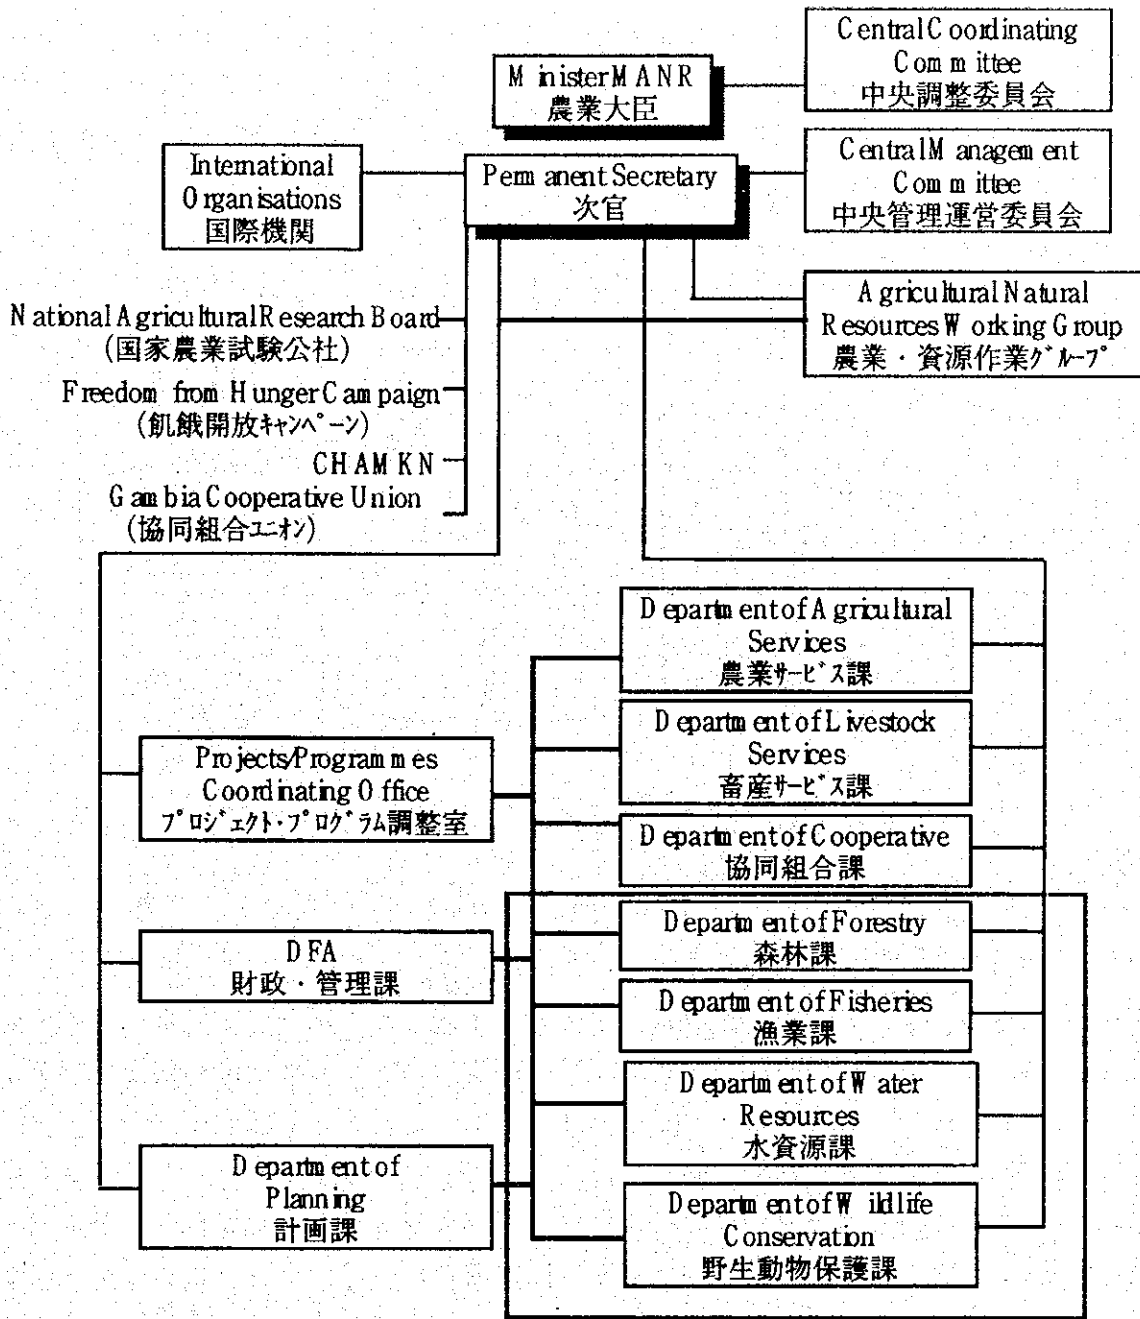 Central Coordinating
Committee
中央調整委員会
Minister MANR
農業大臣
Central Management
Committee
中央管理運営委員会
International
Organisations
国際機関
Permanent Secretary
次官
Agricultural Natural
Resources Working Group
農業・資源作業ｸﾞﾙｰﾌﾟ
National Agricultural Research Board
(国家農業試験公社)
Freedom from Hunger Campaign
(飢餓開放ｷｬﾝﾍﾟｰﾝ)
CHAMKN
Gambia Cooperative Union
(協同組合ﾕﾆｵﾝ)
Department of Agricultural
Services
農業ｻｰﾋﾞｽ課
Department of Livestock
Services
畜産ｻｰﾋﾞｽ課
Projects/Programmes
Coordinating Office
ﾌﾟﾛｼﾞｪｸﾄ・ﾌﾟﾛｸﾞﾗﾑ調整室
Department of Cooperative
協同組合課
Department of Forestry
森林課
DFA
財政・管理課
Department of Fisheries
漁業課
Department of Water
Resources
水資源課
Department of
Planning
計画課
Department of Wildlife
Conservation
野生動物保護課